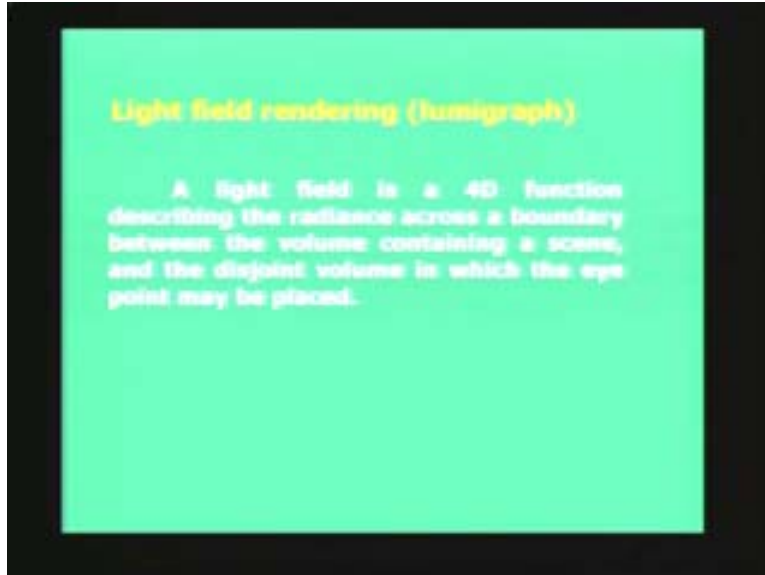 Light field rendering (lumigraph)
A light field is a 4D function
describing the radiance across a boundary
between the volume containing a scene,
and the disjoint volume in which the eye
point may be placed.